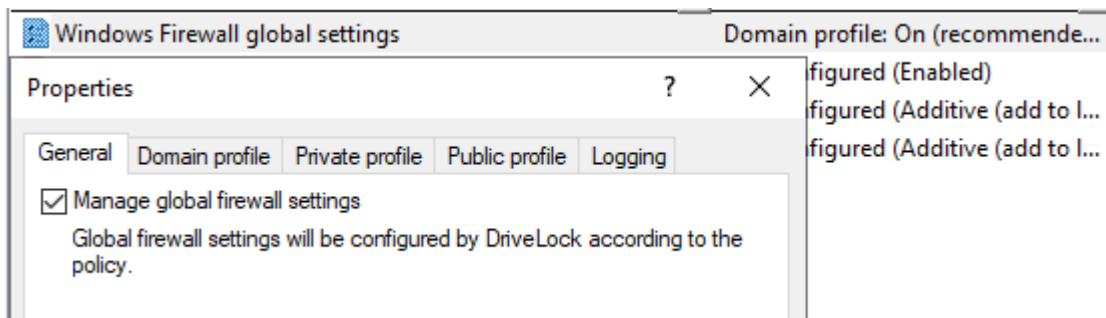 Windows Firewall global settings Domain profile: On (recommende...
Properties ? figured (Enabled)
figured (Additive (add to l...
General Domain profile Private profile Public profile Logging figured (Additive (add to l...
Manage global firewall settings
Global firewall settings will be configured by DriveLock according to the
policy.